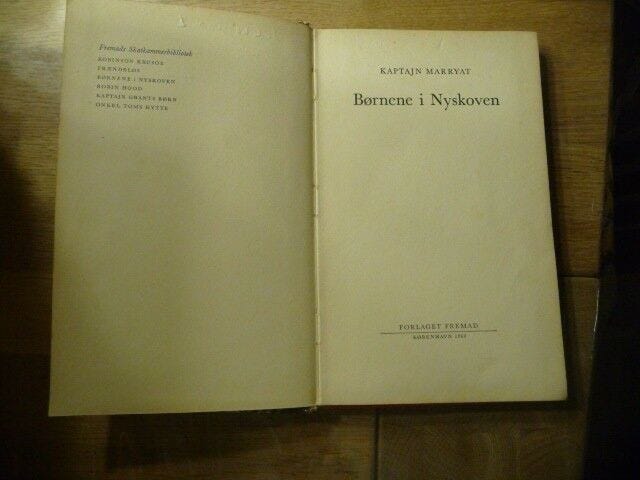 Fremads Skatkammerbibliotek
ROBINSON KRUSOE
FRÆNDELØS
BØRNENE I NYSKOVEN
ROBIN HOOD
KAPTAJN GRANTS BØRN
ONKEL TOMS HYTTE
KAPTAJN MARRYAT
Børnene i Nyskoven
FORLAGET FREMAD
KØBENHAVN